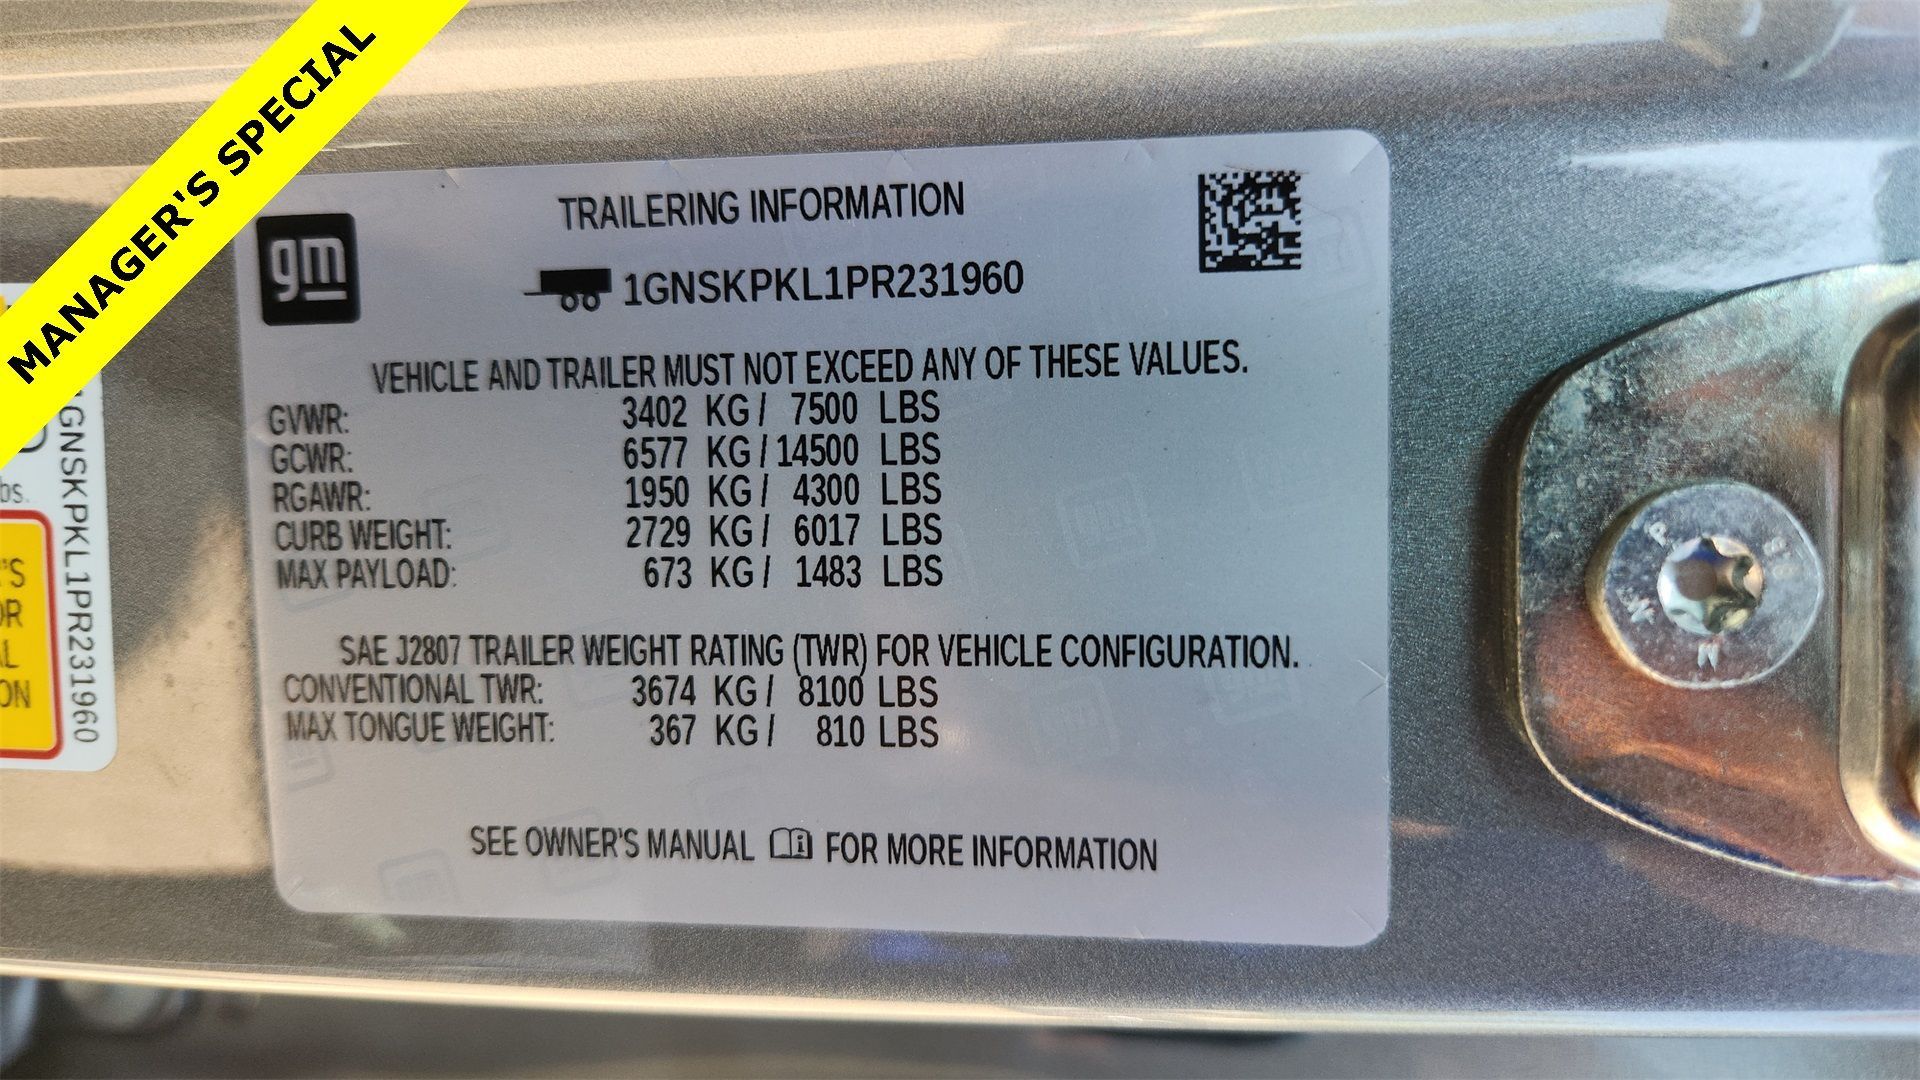 MANAGER'S SPECIAL
gm
TRAILERING INFORMATION
1GNSKPKL1PR231960
VEHICLE AND TRAILER MUST NOT EXCEED ANY OF THESE VALUES.
GVWR: 3402 KG / 7500 LBS
GCWR: 6577 KG / 14500 LBS
RGAWR: 1950 KG / 4300 LBS
CURB WEIGHT: 2729 KG / 6017 LBS
MAX PAYLOAD: 673 KG / 1483 LBS
SAE J2807 TRAILER WEIGHT RATING (TWR) FOR VEHICLE CONFIGURATION.
CONVENTIONAL TWR: 3674 KG / 8100 LBS
MAX TONGUE WEIGHT: 367 KG / 810 LBS
SEE OWNER'S MANUAL FOR MORE INFORMATION
1GNSKPKL1PR231960